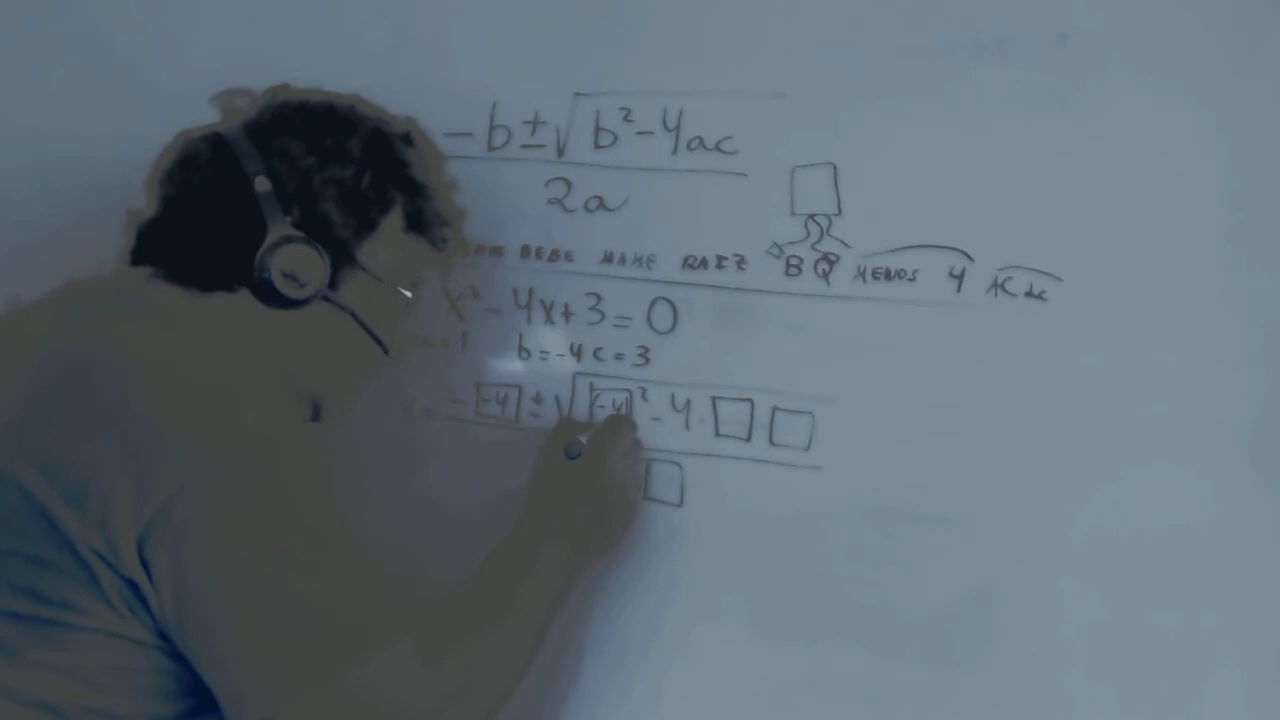 -b±√b²-4ac
2a
BEBE MAME RAIZ BQ MENOS 4 AC
x²-4x+3=0
b=-4 c=3
-[-4]±√[-4]²-4·□ □
□